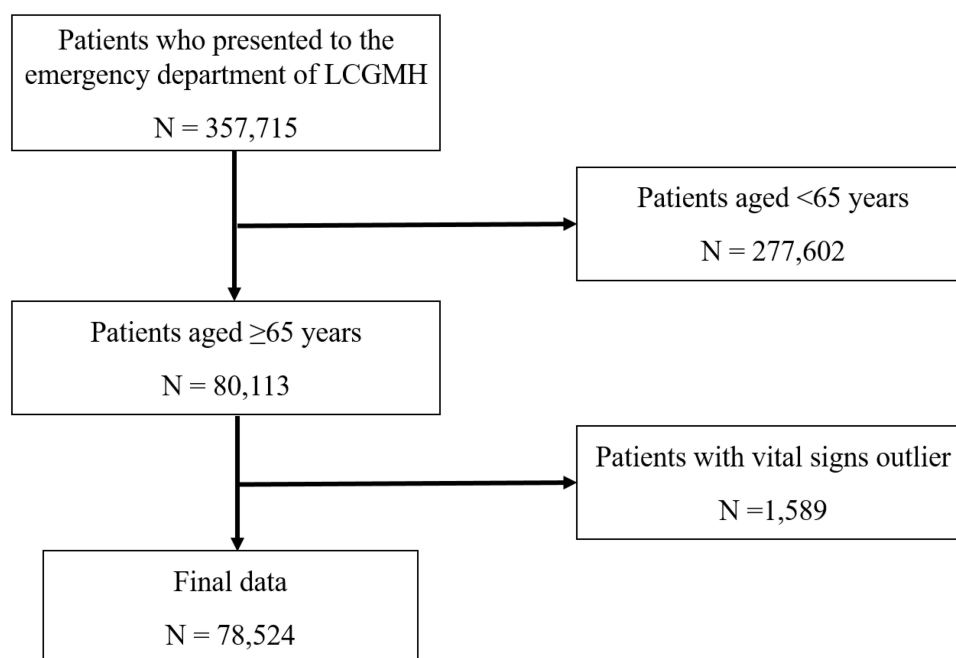 Patients who presented to the
emergency department of LCGMH
N = 357,715
Patients aged <65 years
N = 277,602
Patients aged ≥65 years
N = 80,113
Patients with vital signs outlier
N =1,589
Final data
N = 78,524